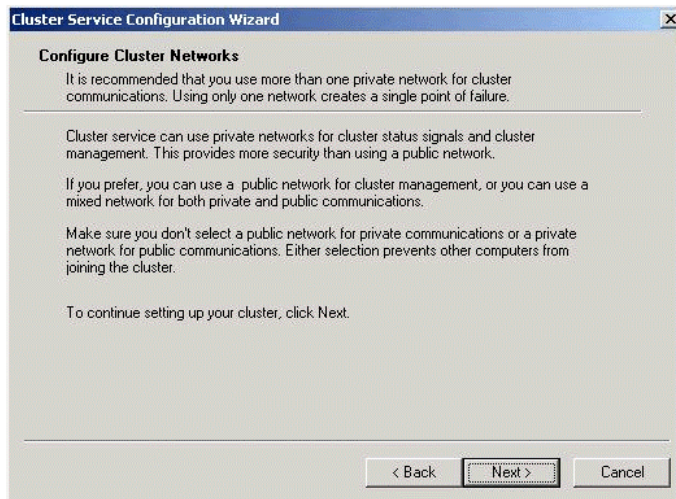 Cluster Service Configuration Wizard
Configure Cluster Networks
It is recommended that you use more than one private network for cluster
communications. Using only one network creates a single point of failure.
Cluster service can use private networks for cluster status signals and cluster
management. This provides more security than using a public network.
If you prefer, you can use a public network for cluster management, or you can use a
mixed network for both private and public communications.
Make sure you don't select a public network for private communications or a private
network for public communications. Either selection prevents other computers from
joining the cluster.
To continue setting up your cluster, click Next.
< Back Next > Cancel